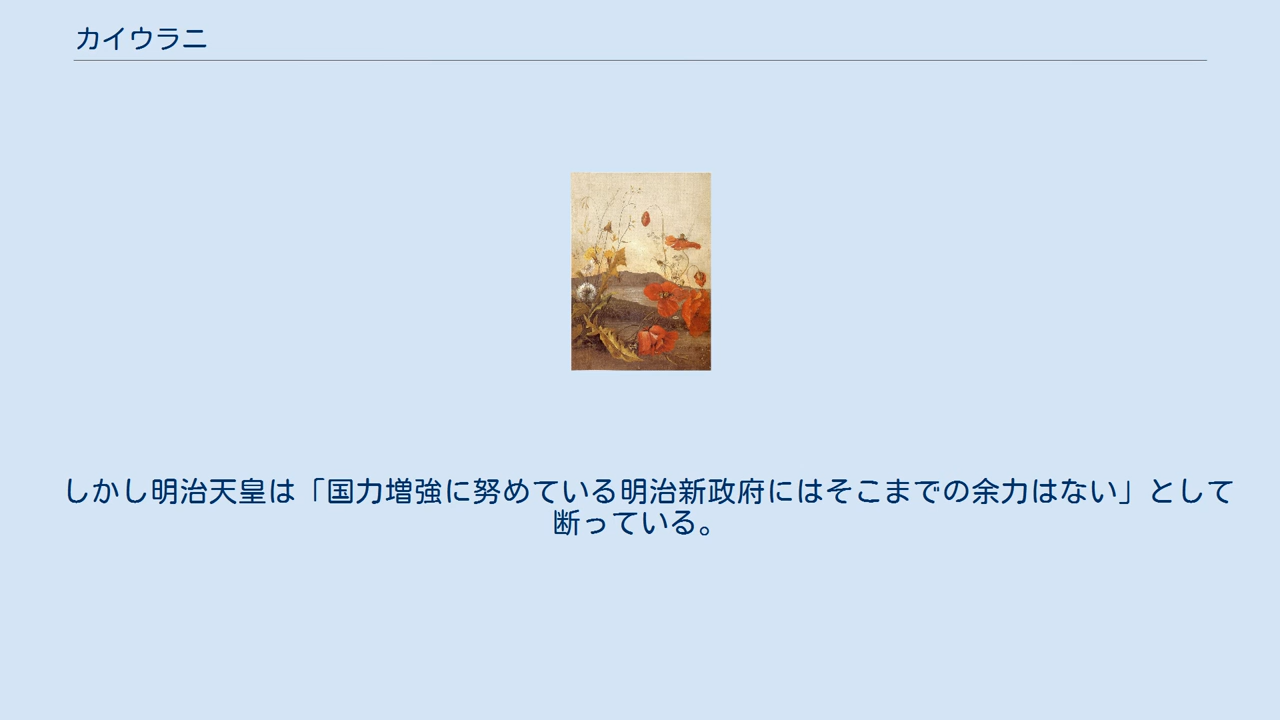 カイウラニ
しかし明治天皇は「国力増強に努めている明治新政府にはそこまでの余力はない」として
断っている。